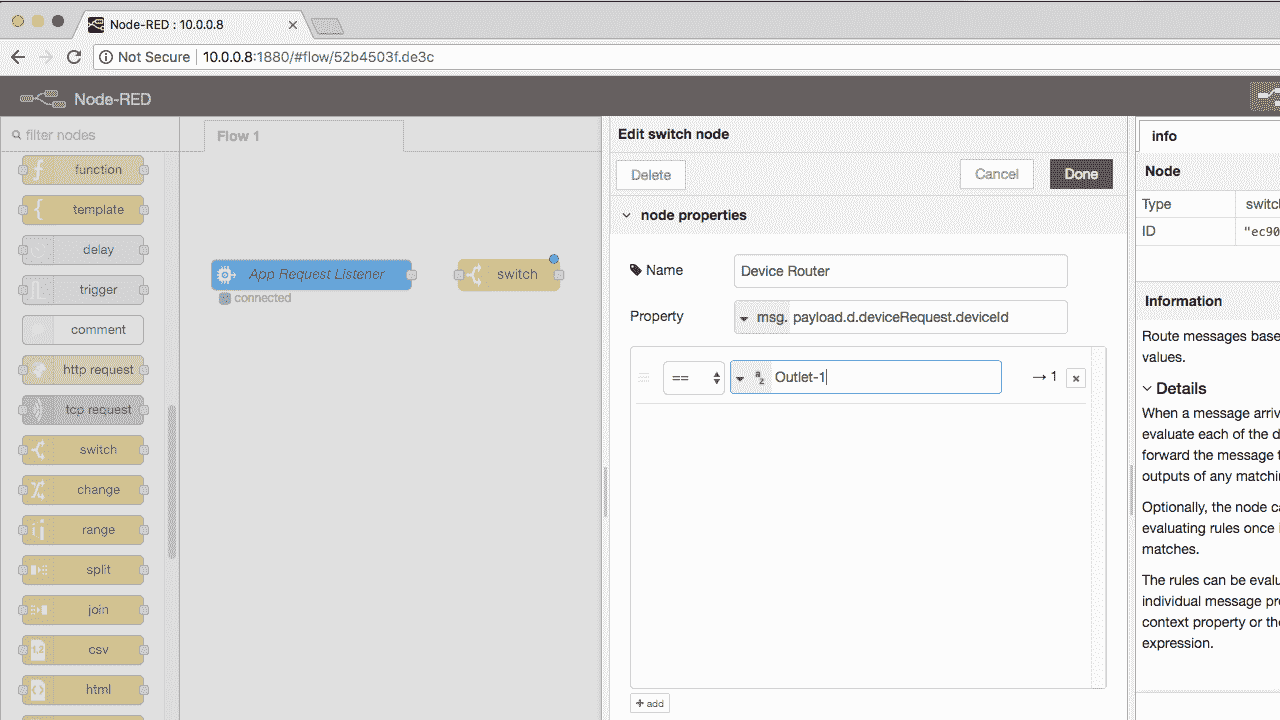 Node-RED : 10.0.0.8
Not Secure 10.0.0.8:1880/#flow/52b4503f.de3c
Node-RED
filter nodes
function
template
delay
trigger
comment
http request
tcp request
switch
change
range
split
join
csv
html
Flow 1
App Request Listener
connected
switch
Edit switch node
Delete
Cancel
Done
node properties
Name
Device Router
Property
msg. payload.d.deviceRequest.deviceId
== a z Outlet-1 → 1 x
+ add
info
Node
Type switch
ID "ec90
Information
Route messages base
values.
Details
When a message arriv
evaluate each of the d
forward the message t
outputs of any matchin
Optionally, the node ca
evaluating rules once
matches.
The rules can be evalu
individual message pr
context property or the
expression.